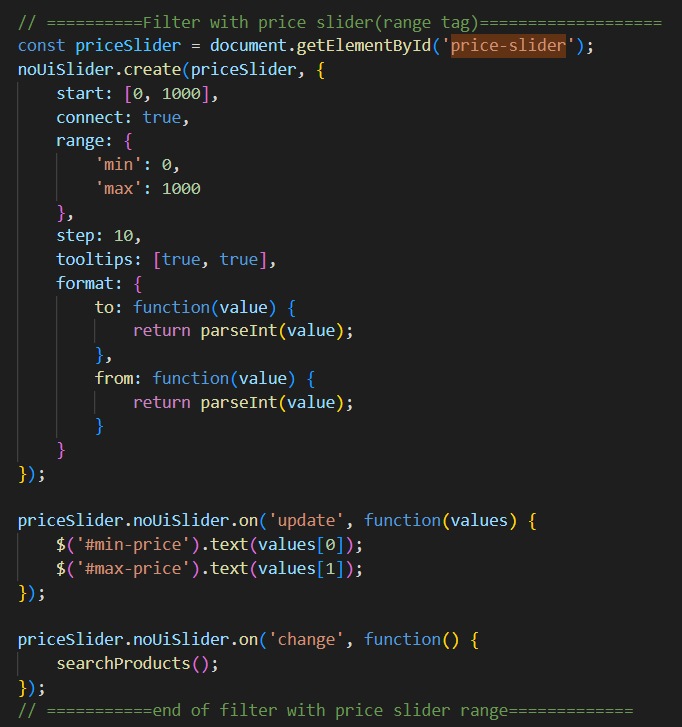 // ==========Filter with price slider(range tag)===================
const priceSlider = document.getElementById('price-slider');
noUiSlider.create(priceSlider, {
    start: [0, 1000],
    connect: true,
    range: {
        'min': 0,
        'max': 1000
    },
    step: 10,
    tooltips: [true, true],
    format: {
        to: function(value) {
            return parseInt(value);
        },
        from: function(value) {
            return parseInt(value);
        }
    }
});

priceSlider.noUiSlider.on('update', function(values) {
    $('#min-price').text(values[0]);
    $('#max-price').text(values[1]);
});

priceSlider.noUiSlider.on('change', function() {
    searchProducts();
});
// ===========end of filter with price slider range=============